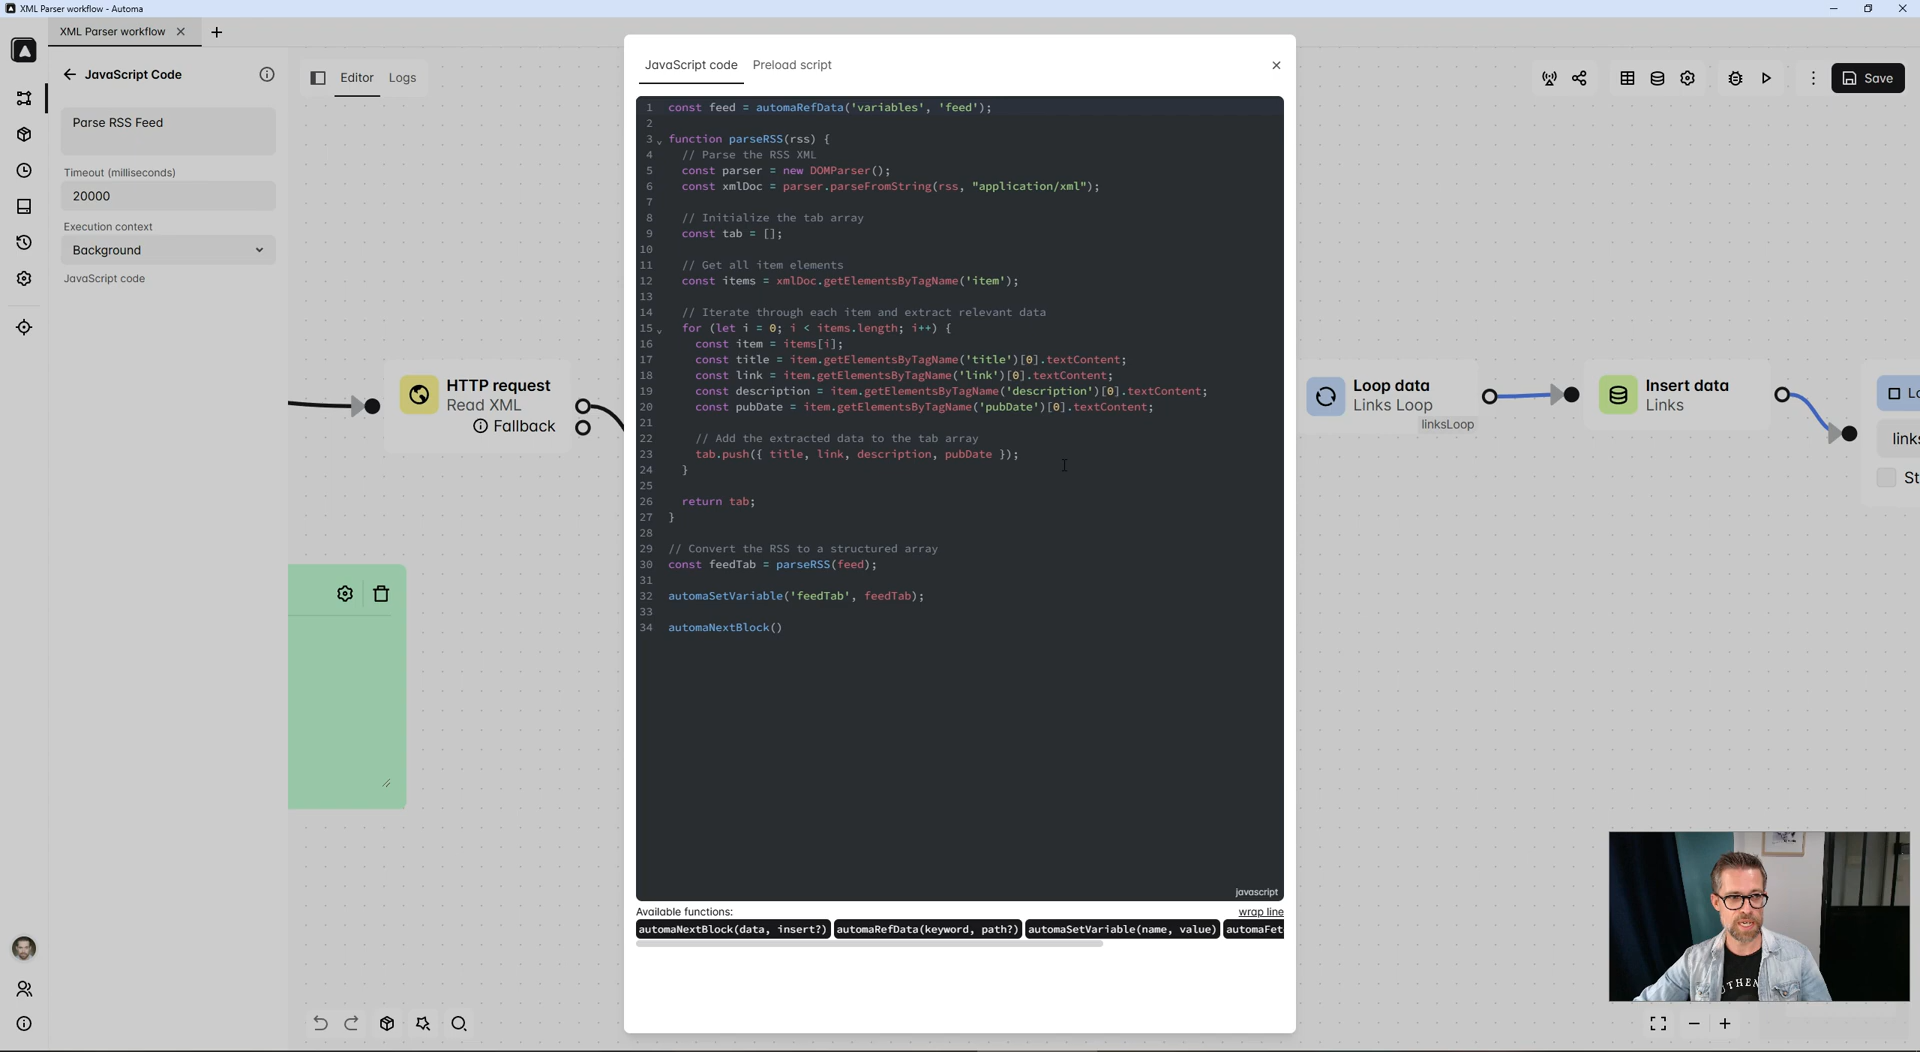 XML Parser workflow - Automa
XML Parser workflow
JavaScript Code
Parse RSS Feed
Timeout (milliseconds)
20000
Execution context
Background
JavaScript code
Editor
Logs
HTTP request
Read XML
Fallback
JavaScript code
Preload script
1 const feed = automaRefData('variables', 'feed');
2
3 function parseRSS(rss) {
4 // Parse the RSS XML
5 const parser = new DOMParser();
6 const xmlDoc = parser.parseFromString(rss, "application/xml");
7
8 // Initialize the tab array
9 const tab = [];
10
11 // Get all item elements
12 const items = xmlDoc.getElementsByTagName('item');
13
14 // Iterate through each item and extract relevant data
15 for (let i = 0; i < items.length; i++) {
16 const item = items[i];
17 const title = item.getElementsByTagName('title')[0].textContent;
18 const link = item.getElementsByTagName('link')[0].textContent;
19 const description = item.getElementsByTagName('description')[0].textContent;
20 const pubDate = item.getElementsByTagName('pubDate')[0].textContent;
21
22 // Add the extracted data to the tab array
23 tab.push({ title, link, description, pubDate });
24 }
25
26 return tab;
27 }
28
29 // Convert the RSS to a structured array
30 const feedTab = parseRSS(feed);
31
32 automaSetVariable('feedTab', feedTab);
33
34 automaNextBlock()
javascript
Available functions:
wrap line
automaNextBlock(data, insert?) automaRefData(keyword, path?) automaSetVariable(name, value) automaFet
Save
Loop data
Links Loop
linksLoop
Insert data
Links
Lo
links
St
UTHEN